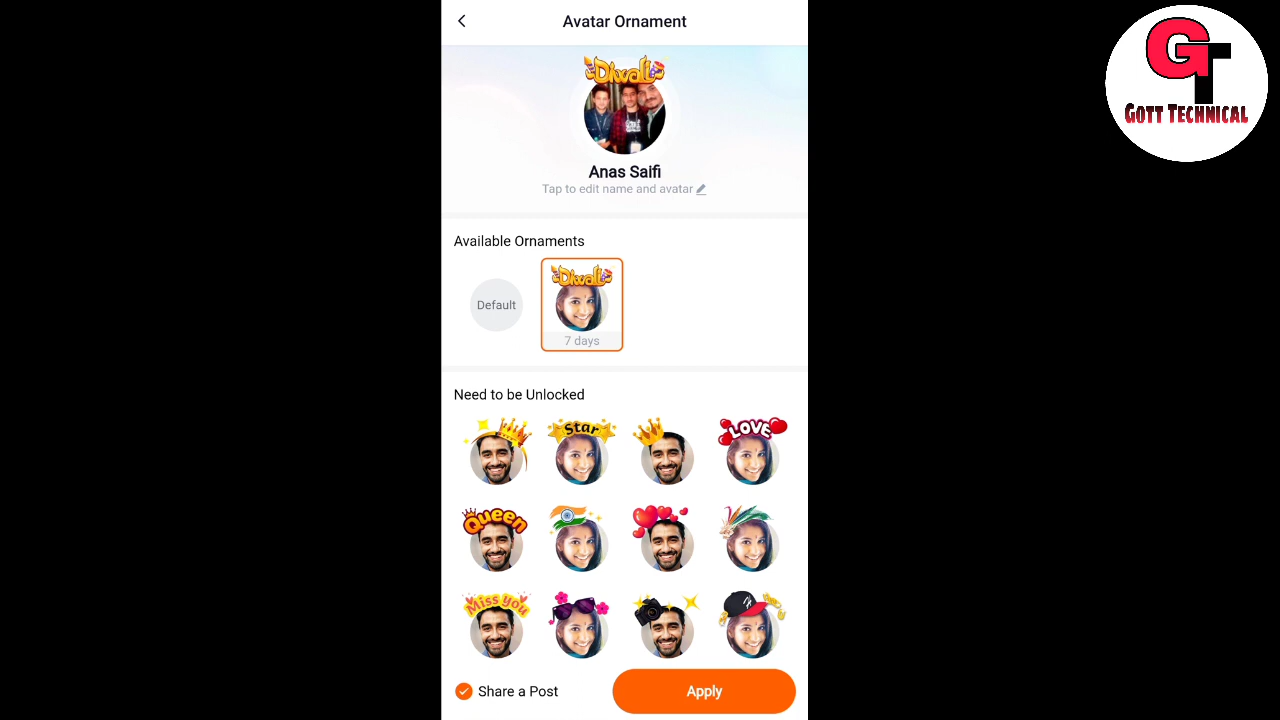 Avatar Ornament
GT
GOTT TECHNICAL
Diwali
Anas Saifi
Tap to edit name and avatar
Available Ornaments
Default
Diwali
7 days
Need to be Unlocked
Star
LOVE
Queen
Miss You
Share a Post
Apply